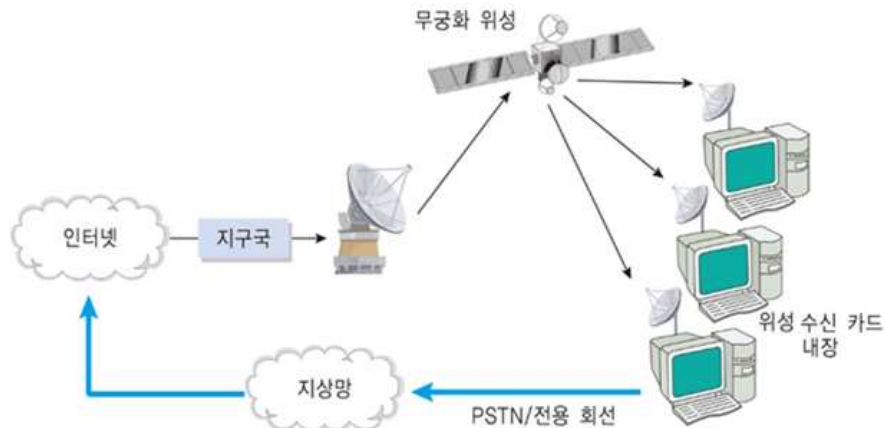 무궁화 위성
인터넷
지구국
위성 수신 카드
내장
지상망
PSTN/전용 회선